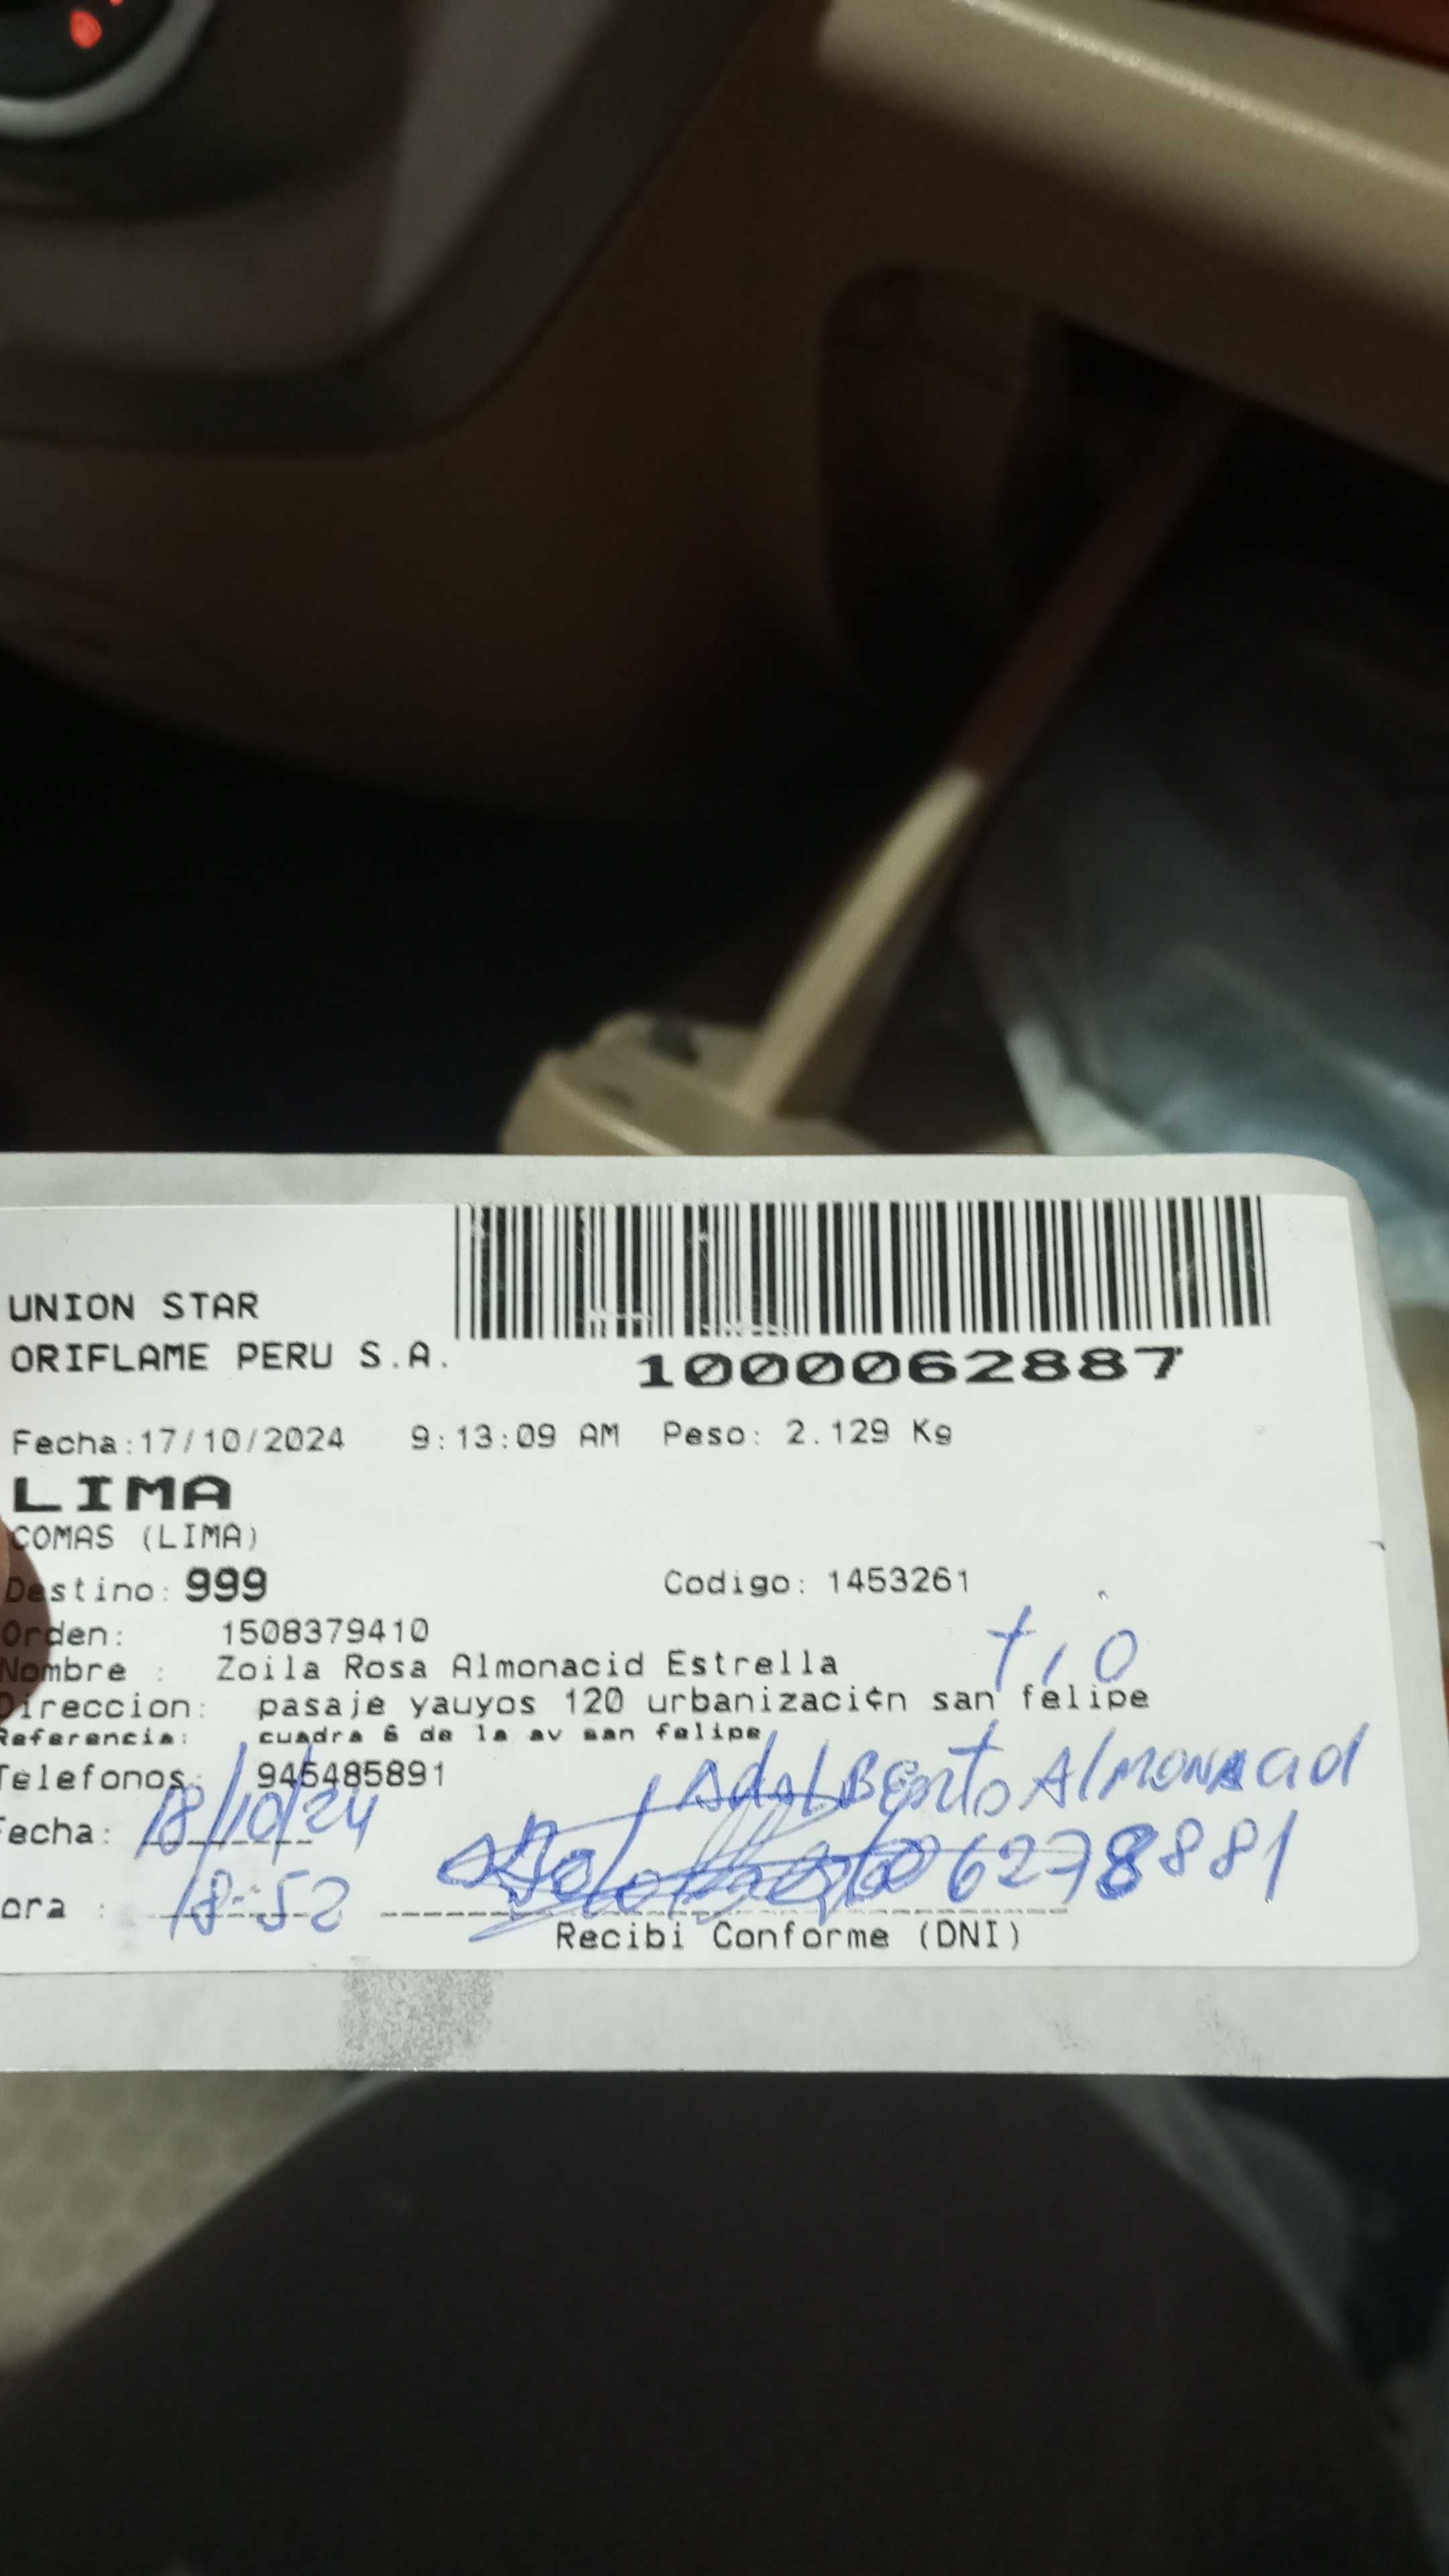 UNION STAR
ORIFLAME PERU S.A.
1000062887
Fecha:17/10/2024 9:13:09 AM Peso: 2.129 Kg
LIMA
COMAS (LIMA)
Destino: 999 Codigo: 1453261
Orden: 1508379410
Nombre : Zoila Rosa Almonacid Estrella
tio
Direccion: pasaje yauyos 120 urbanizaci¢n san felipe
Referencia: cuadra 6 de la av san felipe
Telefonos: 945485891
AdalBerto Almonacid
Fecha: 18/10/24
06278881
ora : 18:52
Recibi Conforme (DNI)